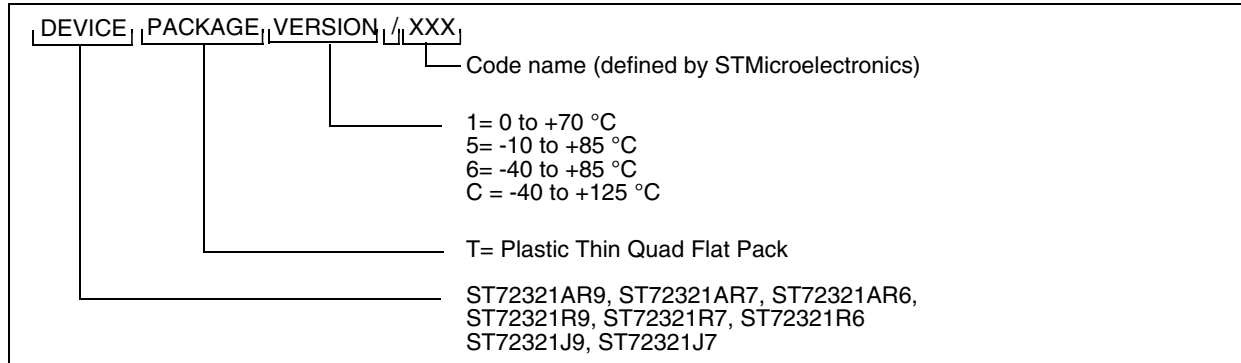 DEVICE PACKAGE VERSION / XXX
Code name (defined by STMicroelectronics)
1= 0 to +70 °C
5= -10 to +85 °C
6= -40 to +85 °C
C = -40 to +125 °C
T= Plastic Thin Quad Flat Pack
ST72321AR9, ST72321AR7, ST72321AR6,
ST72321R9, ST72321R7, ST72321R6
ST72321J9, ST72321J7